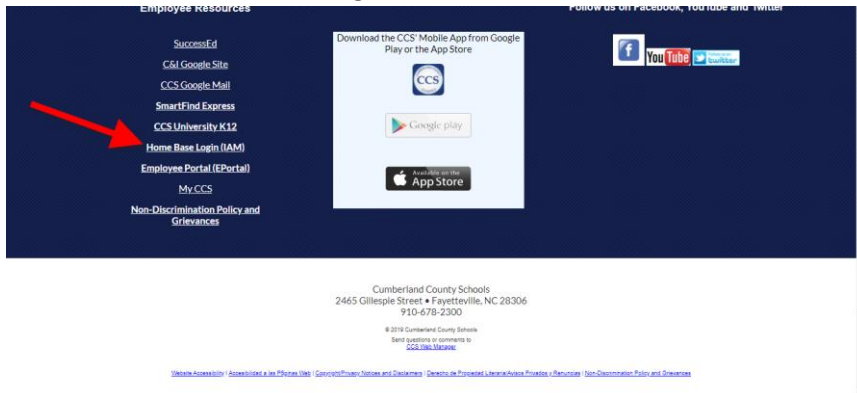 Employee Resources
SuccessEd
C&I Google Site
CCS Google Mail
SmartFind Express
CCS University K12
Home Base Login (IAM)
Employee Portal (EPortal)
My CCS
Non-Discrimination Policy and
Grievances
Download the CCS' Mobile App from Google
Play or the App Store
CCS
Google play
Available on the
App Store
Follow us on Facebook, YouTube and Twitter
f
YouTube
twitter
Cumberland County Schools
2465 Gillespie Street • Fayetteville, NC 28306
910-678-2300
© 2019 Cumberland County Schools
Send questions or comments to
CCS Web Manager
Website Accessibility | Accesibilidad a las Páginas Web | Copyright/Privacy Notices and Disclaimers | Derecho de Propiedad Literaria/Avisos Privados y Renuncias | Non-Discrimination Policy and Grievances